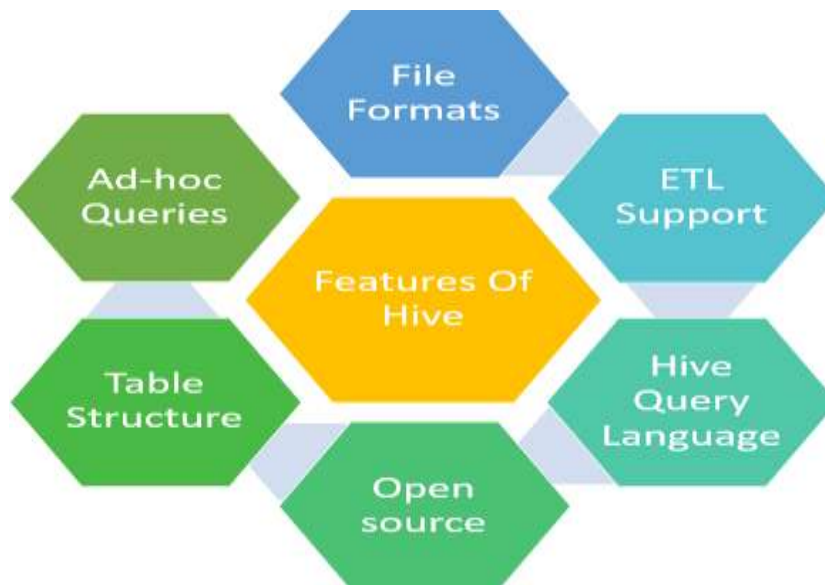 File
Formats
ETL
Support
Hive
Query
Language
Open
source
Table
Structure
Ad-hoc
Queries
Features Of
Hive